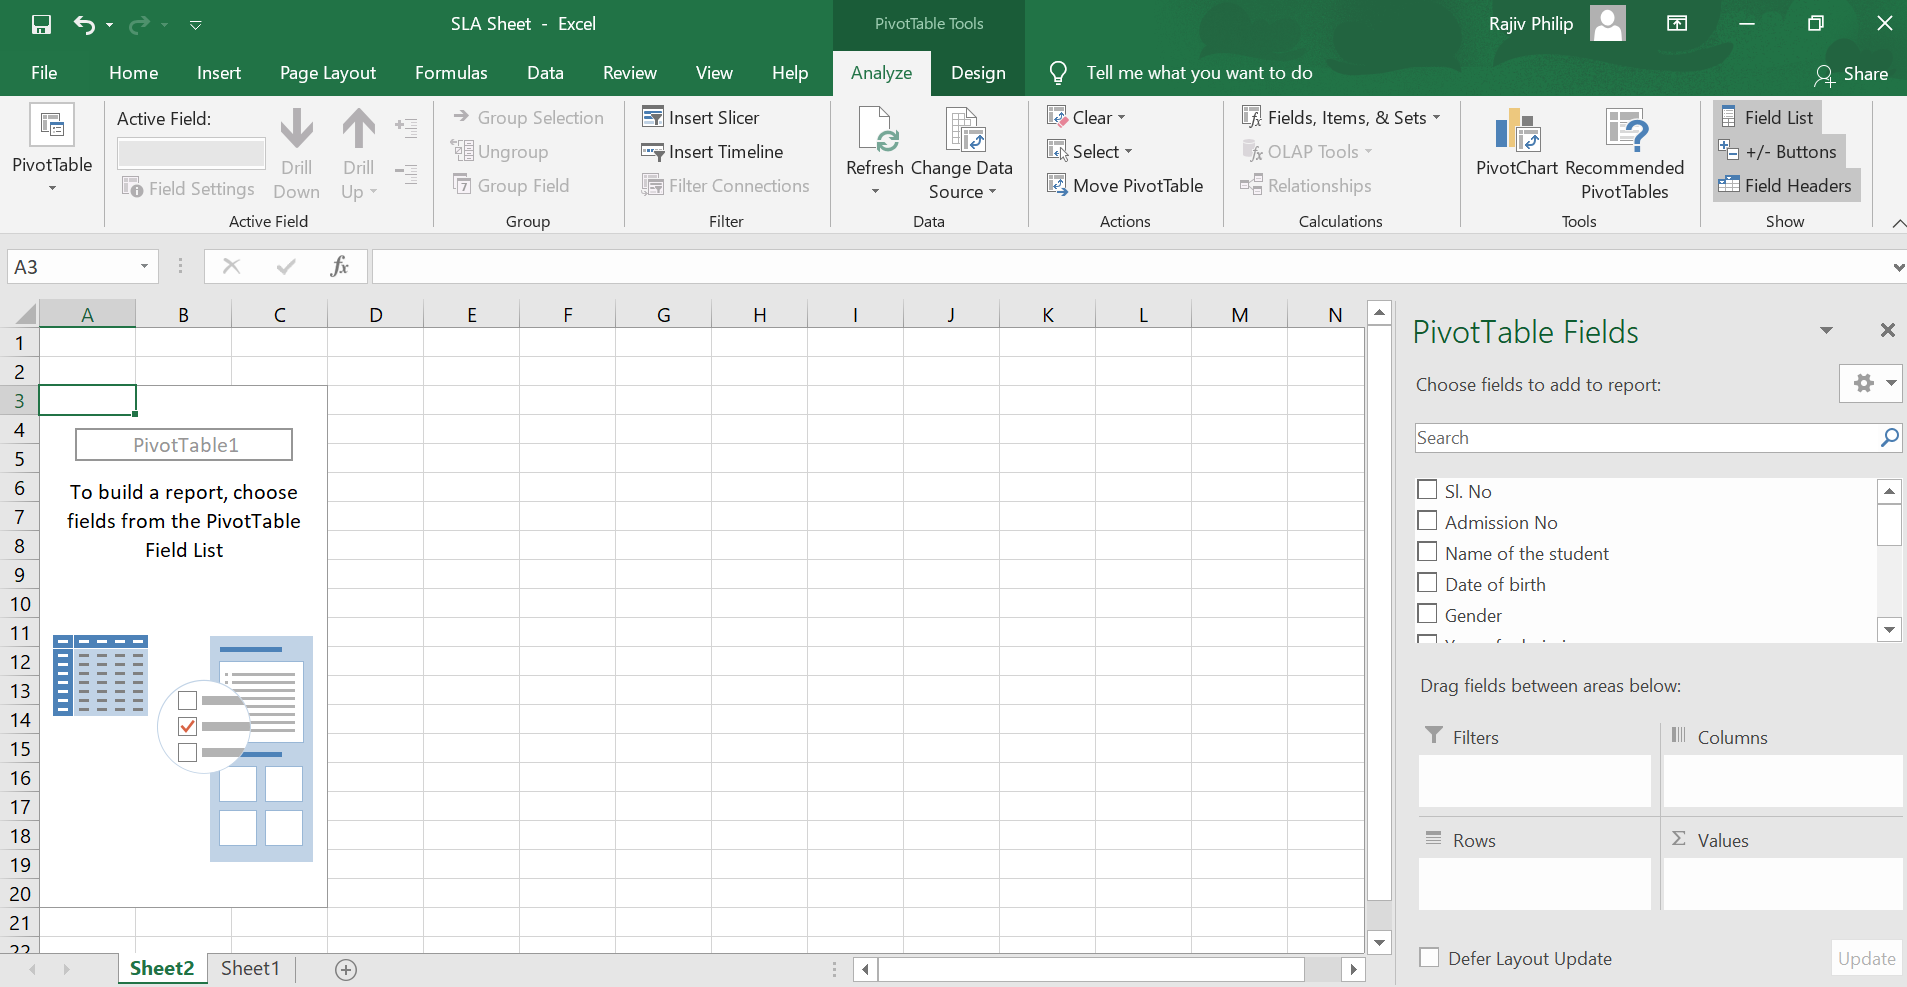 SLA Sheet - Excel
PivotTable Tools
Rajiv Philip
File Home Insert Page Layout Formulas Data Review View Help Analyze Design Tell me what you want to do Share
PivotTable
Active Field:
Field Settings
Drill
Down
Drill
Up
Active Field
Group Selection
Ungroup
Group Field
Group
Insert Slicer
Insert Timeline
Filter Connections
Filter
Refresh
Change Data
Source
Data
Clear
Select
Move PivotTable
Actions
Fields, Items, & Sets
OLAP Tools
Relationships
Calculations
PivotChart
Recommended
PivotTables
Tools
Field List
+/- Buttons
Field Headers
Show
A3
fx
A B C D E F G H I J K L M N
1
2
3
4
5
6
7
8
9
10
11
12
13
14
15
16
17
18
19
20
21
22
PivotTable1
To build a report, choose
fields from the PivotTable
Field List
PivotTable Fields
Choose fields to add to report:
Search
Sl. No
Admission No
Name of the student
Date of birth
Gender
Drag fields between areas below:
Filters
Columns
Rows
Σ Values
Defer Layout Update
Update
Sheet2 Sheet1